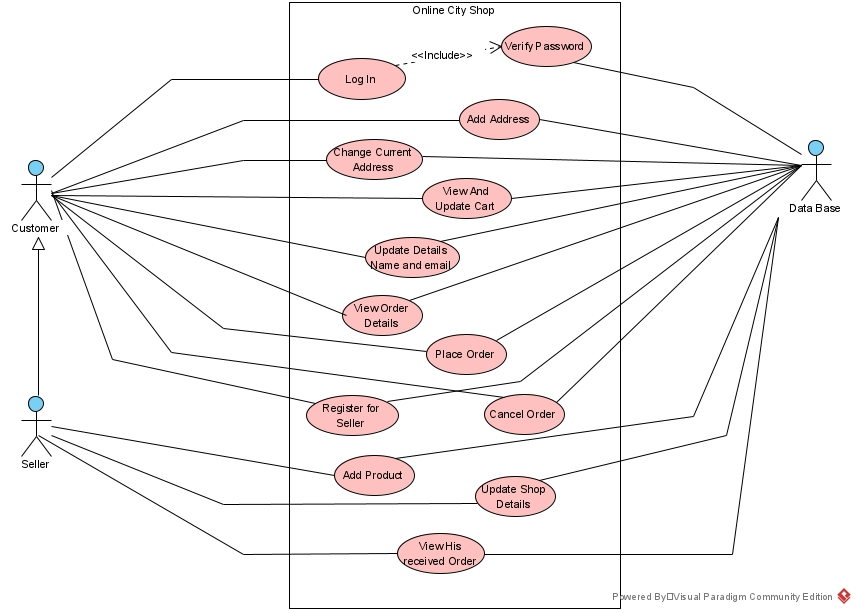 Online City Shop
Verify Password
<<Include>>
Log In
Add Address
Change Current
Address
View And
Update Cart
Customer
Data Base
Update Details
Name and email
View Order
Details
Place Order
Register for
Seller
Cancel Order
Seller
Add Product
Update Shop
Details
View His
received Order
Powered By□Visual Paradigm Community Edition